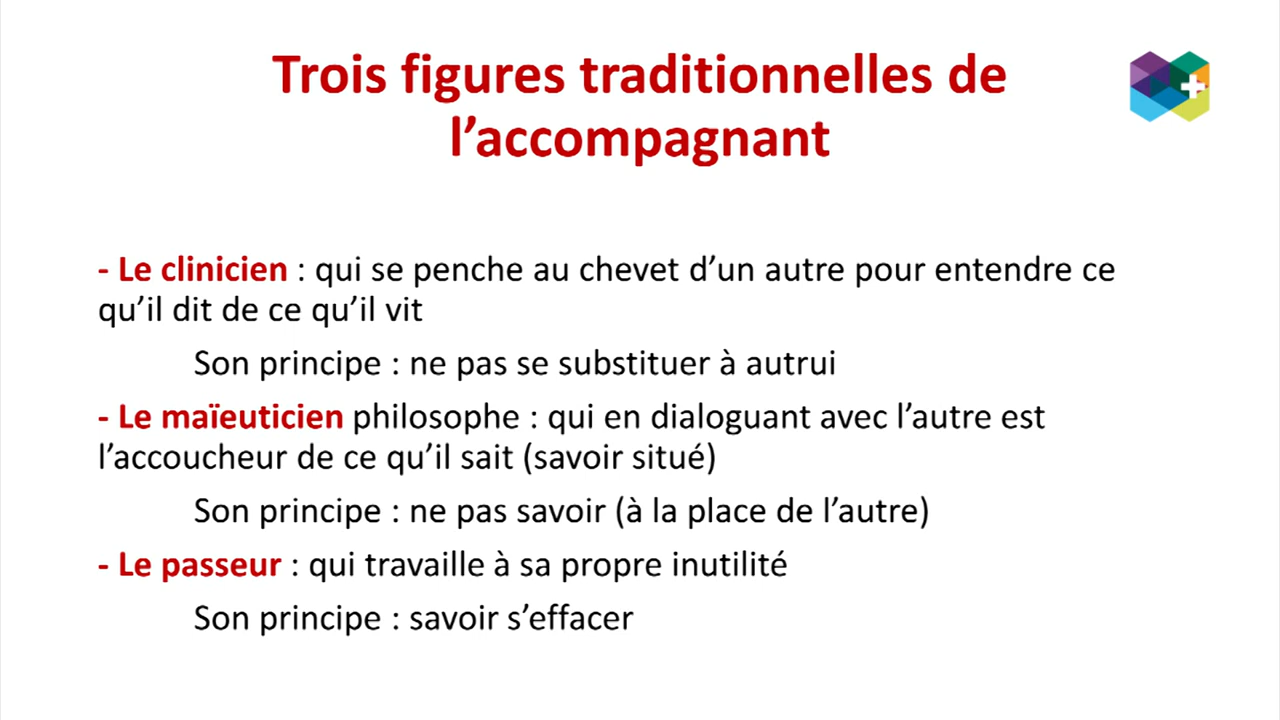 Trois figures traditionnelles de
l’accompagnant
- Le clinicien : qui se penche au chevet d’un autre pour entendre ce
qu’il dit de ce qu’il vit
Son principe : ne pas se substituer à autrui
- Le maïeuticien philosophe : qui en dialoguant avec l’autre est
l’accoucheur de ce qu’il sait (savoir situé)
Son principe : ne pas savoir (à la place de l’autre)
- Le passeur : qui travaille à sa propre inutilité
Son principe : savoir s’effacer